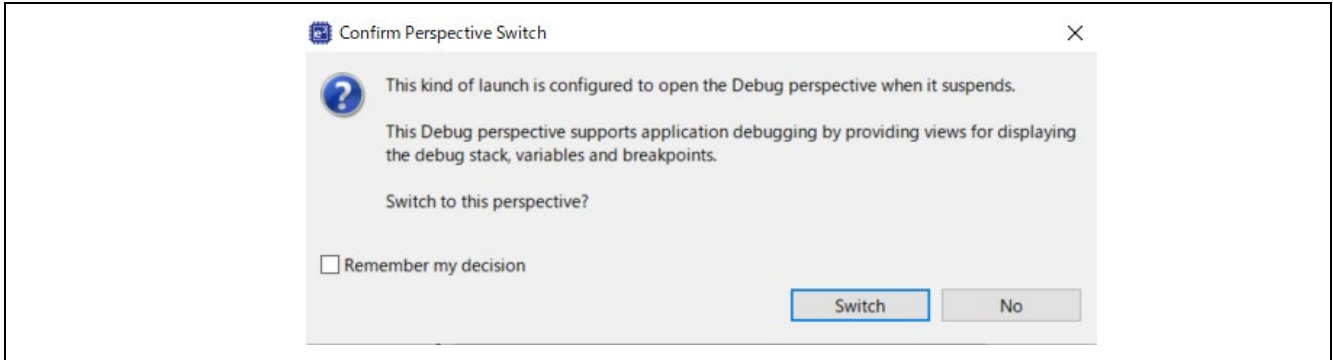 Confirm Perspective Switch
This kind of launch is configured to open the Debug perspective when it suspends.
This Debug perspective supports application debugging by providing views for displaying
the debug stack, variables and breakpoints.
Switch to this perspective?
Remember my decision
Switch
No